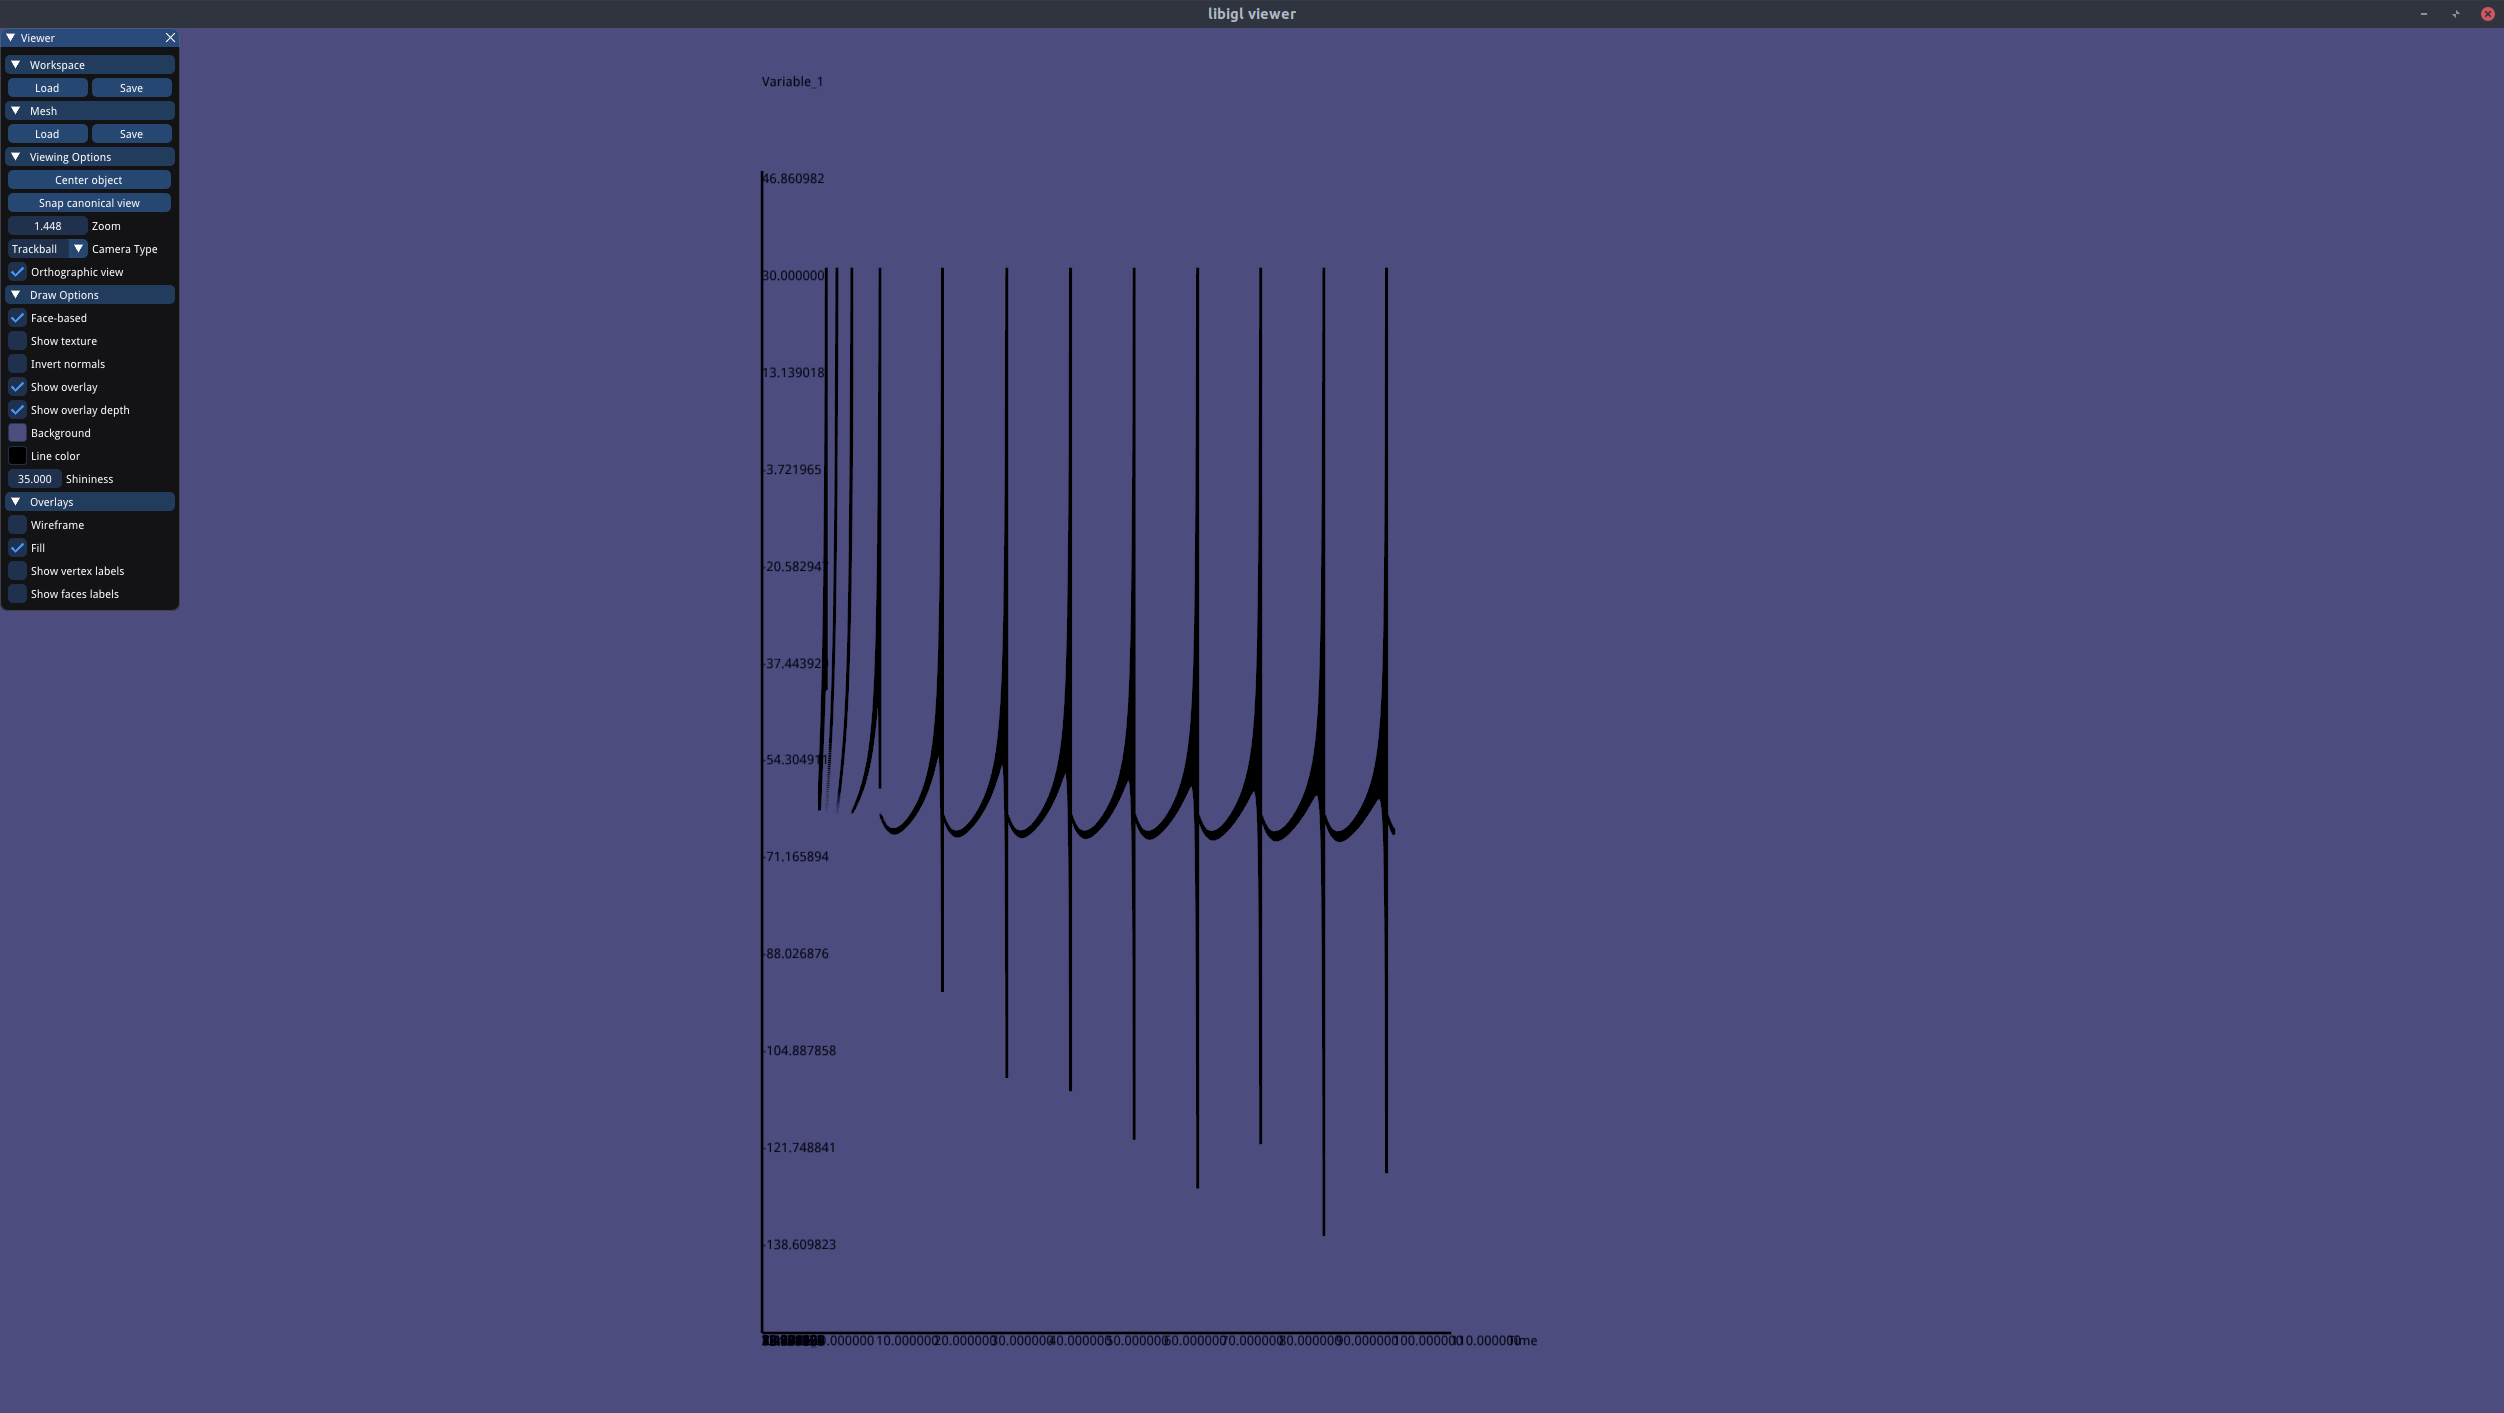 libigl viewer
Viewer
Workspace
Load Save
Mesh
Load Save
Viewing Options
Center object
Snap canonical view
1.448 Zoom
Trackball Camera Type
Orthographic view
Draw Options
Face-based
Show texture
Invert normals
Show overlay
Show overlay depth
Background
Line color
35.000 Shininess
Overlays
Wireframe
Fill
Show vertex labels
Show faces labels
Variable_1
46.860982
30.000000
13.139018
-3.721965
-20.582947
-37.44392
-54.304911
-71.165894
-88.026876
-104.887858
-121.748841
-138.609823
10.000000 20.000000 30.000000 40.000000 50.000000 60.000000 70.000000 80.000000 90.000000 100.000000 110.000000 Time